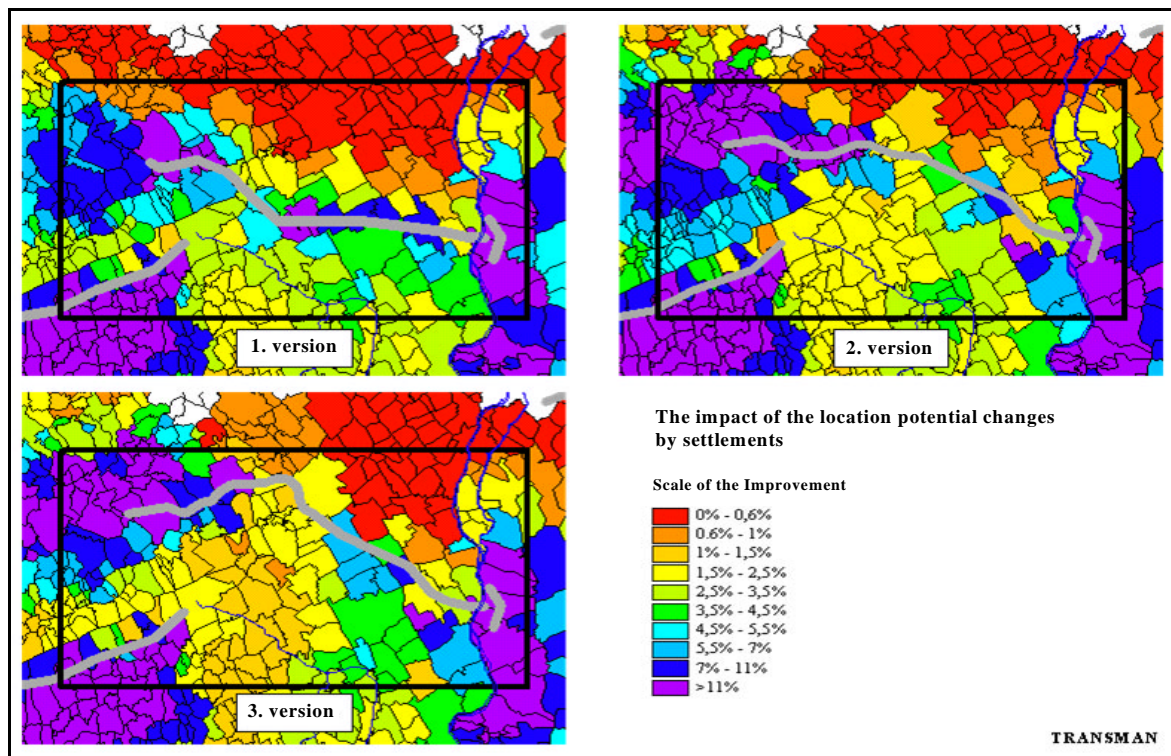 1. version
2. version
3. version
The impact of the location potential changes
by settlements
Scale of the Improvement
0% - 0,6%
0.6% - 1%
1% - 1,5%
1,5% - 2,5%
2,5% - 3,5%
3,5% - 4,5%
4,5% - 5,5%
5,5% - 7%
7% - 11%
>11%
TRANSMAN